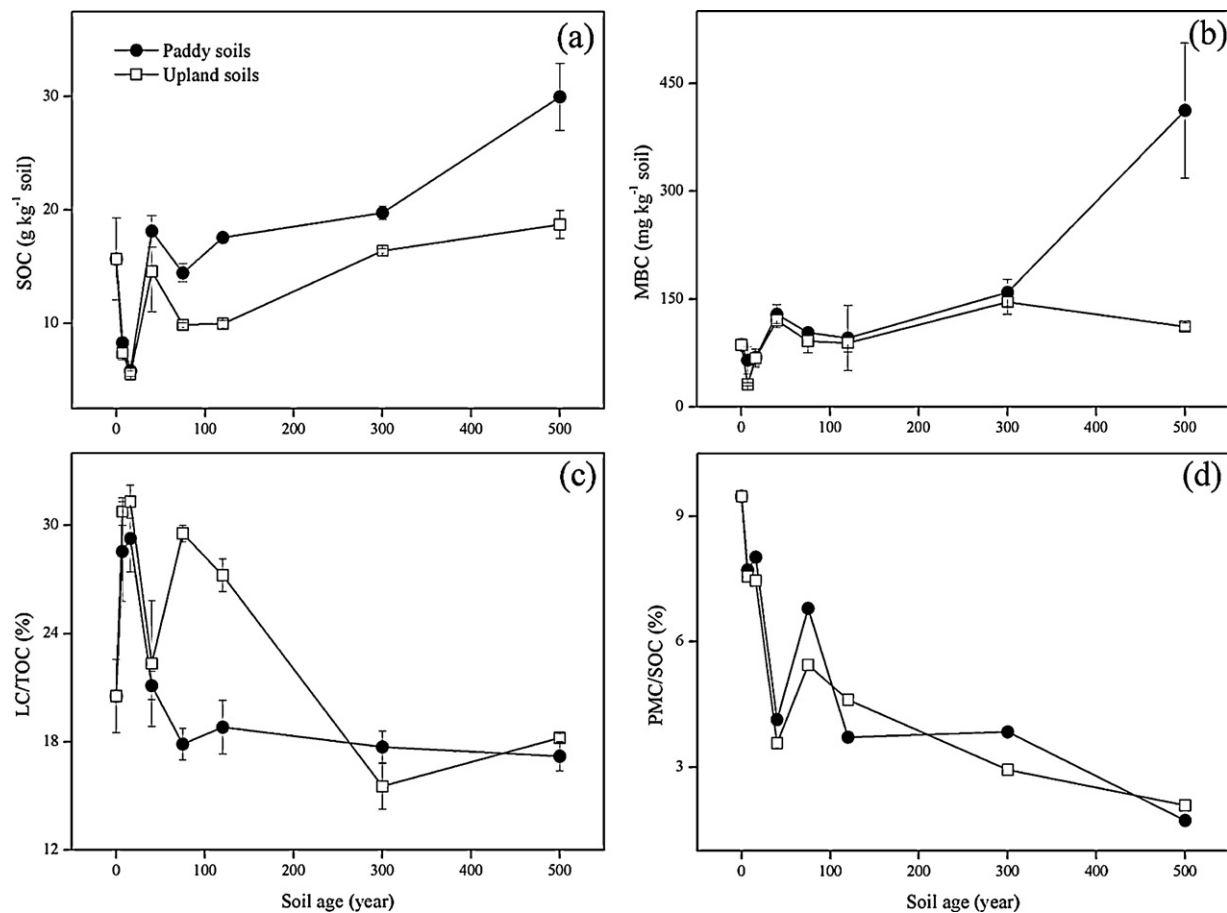 (a)
Paddy soils
Upland soils
SOC (g kg⁻¹ soil)
30
20
10
0 100 200 300 400 500
(b)
MBC (mg kg⁻¹ soil)
450
300
150
0
0 100 200 300 400 500
(c)
LC/TOC (%)
30
24
18
12
0 100 200 300 400 500
Soil age (year)
(d)
PMC/SOC (%)
9
6
3
0 100 200 300 400 500
Soil age (year)